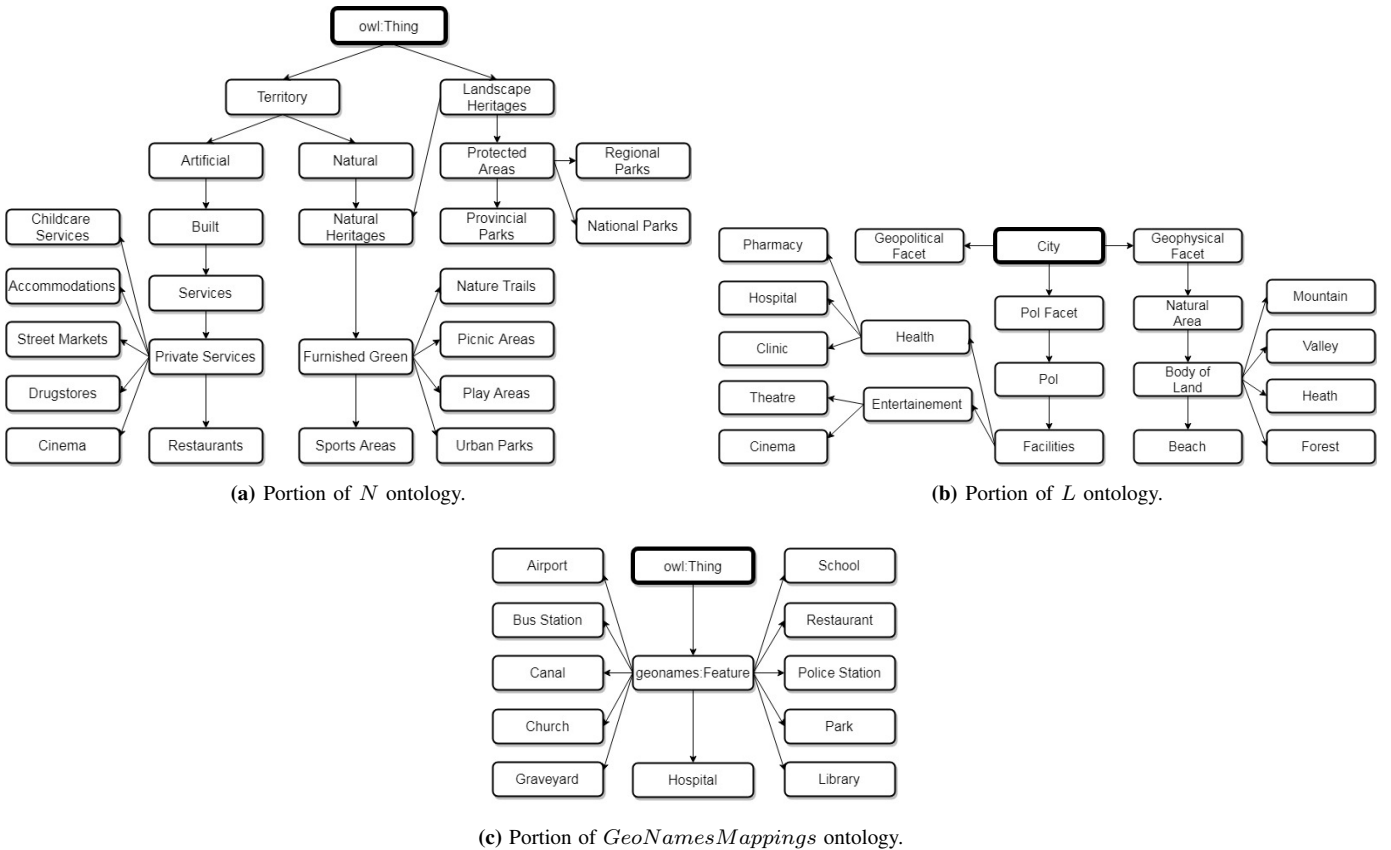 owl:Thing
Territory
Landscape
Heritages
Artificial
Natural
Protected
Areas
Regional
Parks
Childcare
Services
Built
Natural
Heritages
Provincial
Parks
National Parks
Accommodations
Services
Nature Trails
Street Markets
Private Services
Furnished Green
Picnic Areas
Drugstores
Play Areas
Cinema
Restaurants
Sports Areas
Urban Parks
(a) Portion of N ontology.
Pharmacy
Geopolitical
Facet
City
Geophysical
Facet
Hospital
Pol Facet
Natural
Area
Mountain
Clinic
Health
Valley
Theatre
Entertainement
Pol
Body of
Land
Heath
Cinema
Facilities
Beach
Forest
(b) Portion of L ontology.
Airport
owl:Thing
School
Bus Station
Restaurant
Canal
geonames:Feature
Police Station
Church
Park
Graveyard
Hospital
Library
(c) Portion of GeoNamesMappings ontology.